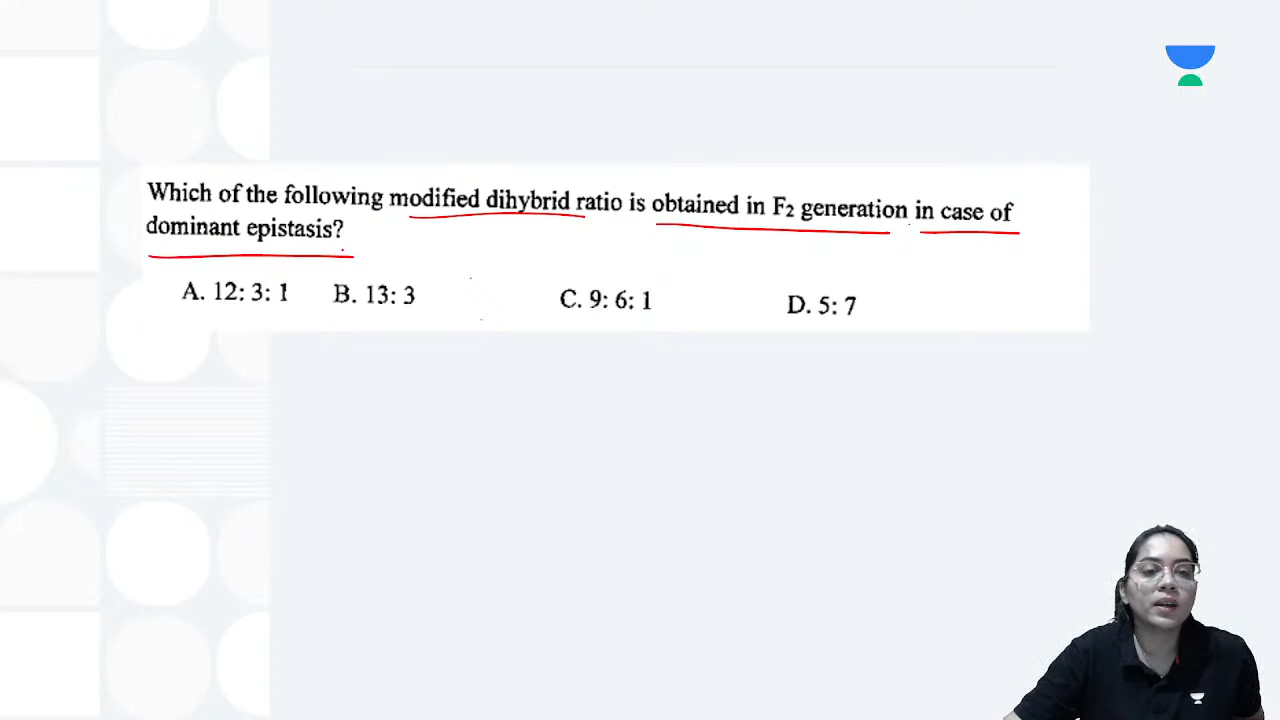 Which of the following modified dihybrid ratio is obtained in F₂ generation in case of
dominant epistasis?
A. 12: 3: 1 B. 13: 3 C. 9: 6: 1 D. 5: 7